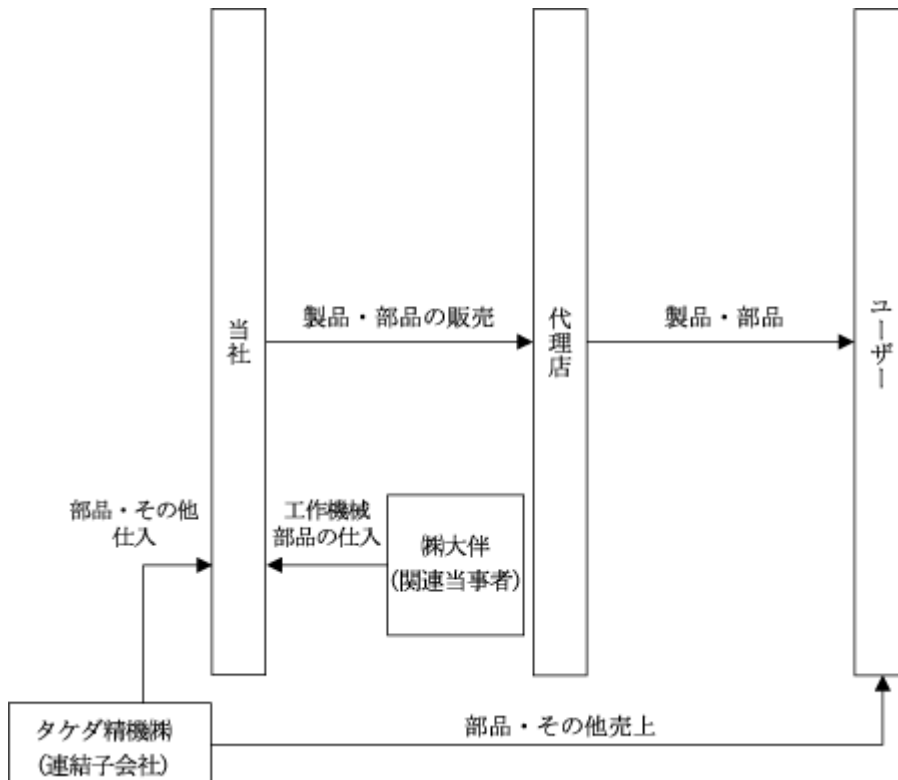 当社
製品・部品の販売
代理店
製品・部品
ユーザー
部品・その他
仕入
工作機械
部品の仕入
㈱大伴
(関連当事者)
タケダ精機㈱
(連結子会社)
部品・その他売上